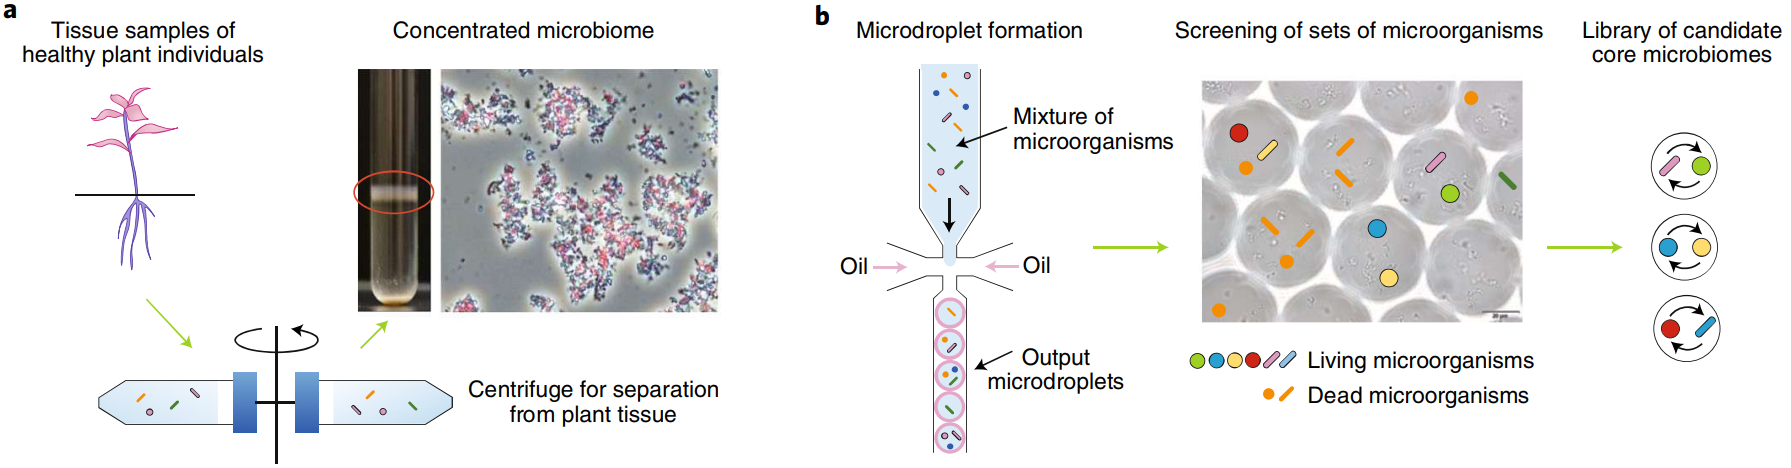 a
Tissue samples of
healthy plant individuals
Concentrated microbiome
Centrifuge for separation
from plant tissue
b
Microdroplet formation
Mixture of
microorganisms
Oil
Oil
Output
microdroplets
Screening of sets of microorganisms
Living microorganisms
Dead microorganisms
Library of candidate
core microbiomes